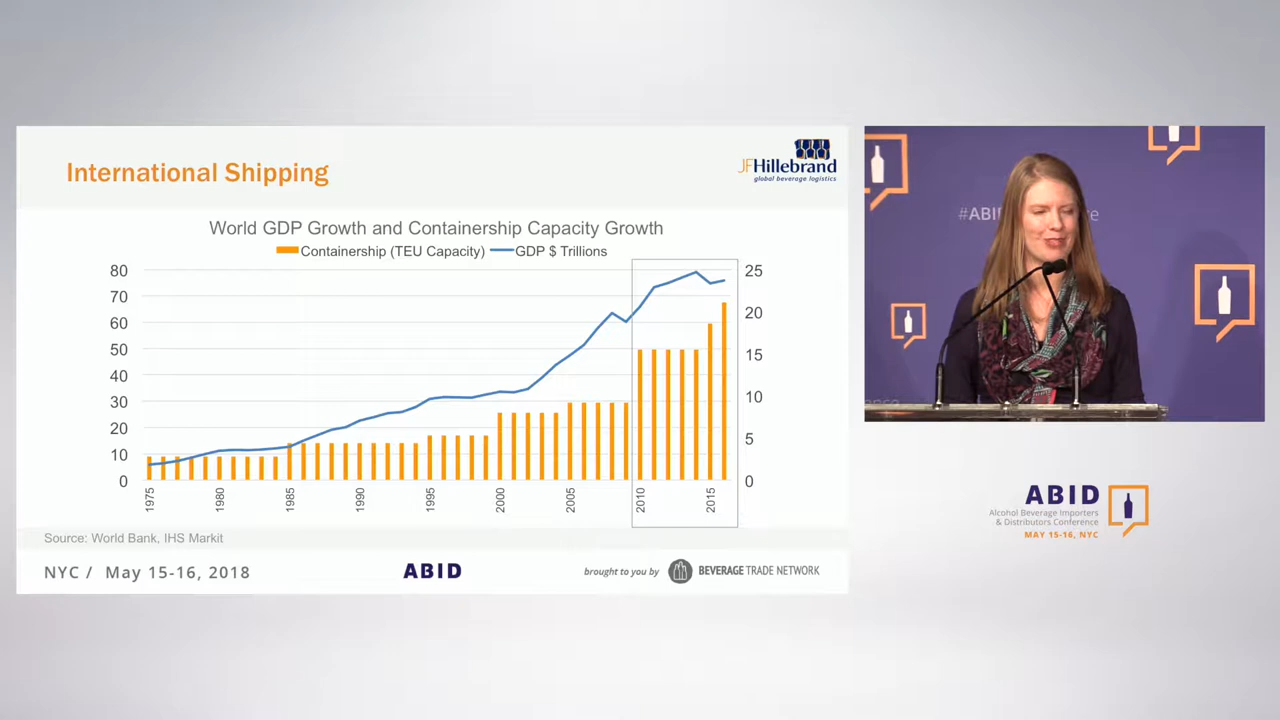 International Shipping
JFHillebrand
global beverage logistics
World GDP Growth and Containership Capacity Growth
Containership (TEU Capacity) GDP $ Trillions
80
70
60
50
40
30
20
10
0
25
20
15
10
5
0
1975
1980
1985
1990
1995
2000
2005
2010
2015
Source: World Bank, IHS Markit
NYC / May 15-16, 2018
ABID
brought to you by
BEVERAGE TRADE NETWORK
#ABI
ABID
Alcohol Beverage Importers
& Distributors Conference
MAY 15-16, NYC